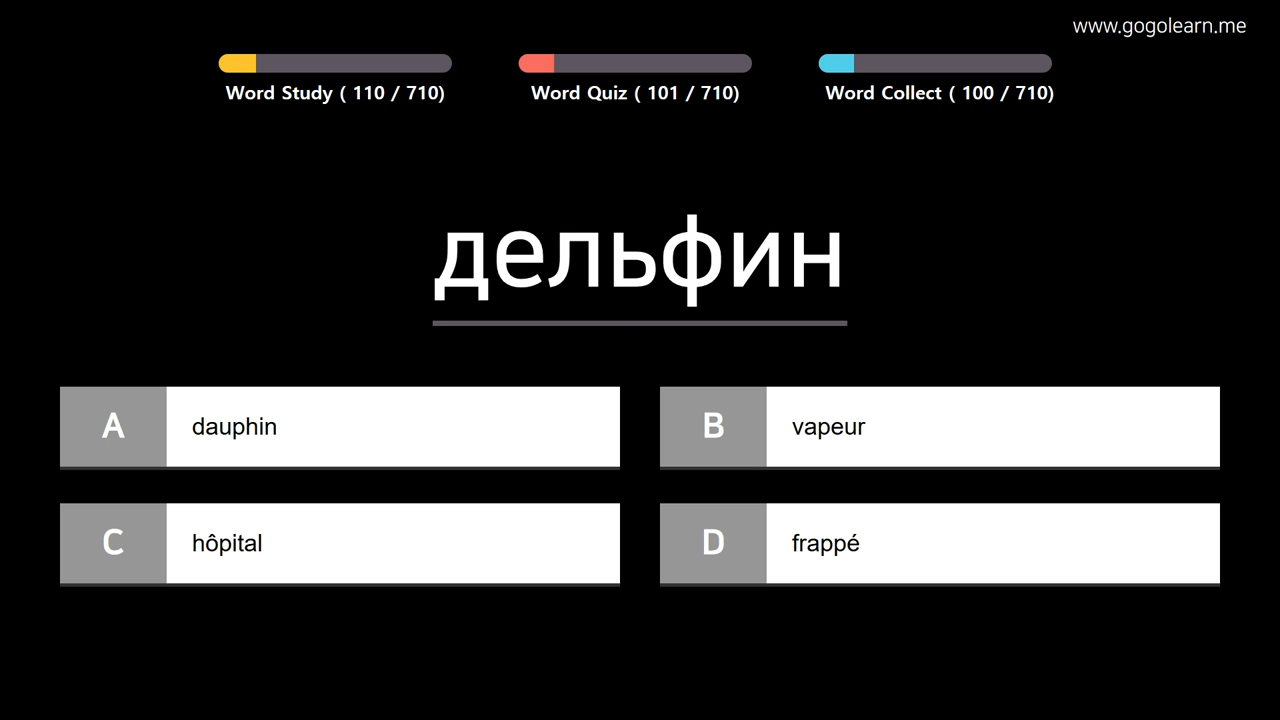 www.gogolearn.me
Word Study ( 110 / 710)
Word Quiz ( 101 / 710)
Word Collect ( 100 / 710)
дельфин
A dauphin
B vapeur
C hôpital
D frappé